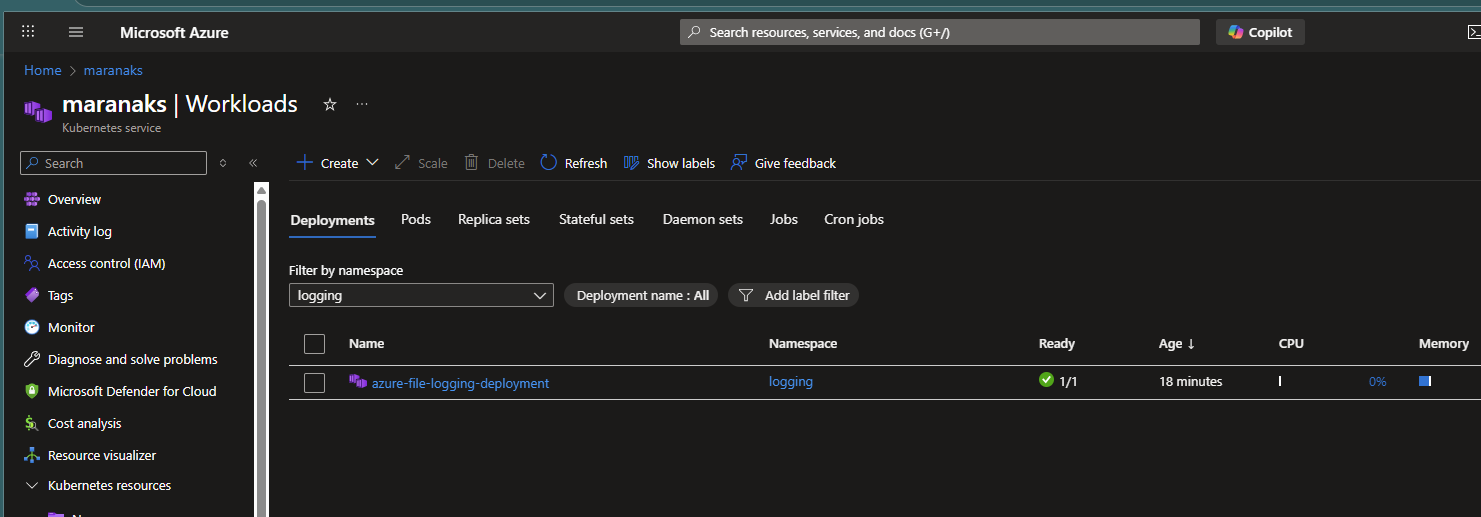 Microsoft Azure
Search resources, services, and docs (G+/)
Copilot
Home > maranaks
maranaks | Workloads
Kubernetes service
Search
Create
Scale
Delete
Refresh
Show labels
Give feedback
Overview
Activity log
Access control (IAM)
Tags
Monitor
Diagnose and solve problems
Microsoft Defender for Cloud
Cost analysis
Resource visualizer
Kubernetes resources
Deployments
Pods
Replica sets
Stateful sets
Daemon sets
Jobs
Cron jobs
Filter by namespace
logging
Deployment name : All
Add label filter
Name Namespace Ready Age ↓ CPU Memory
azure-file-logging-deployment logging 1/1 18 minutes 0%